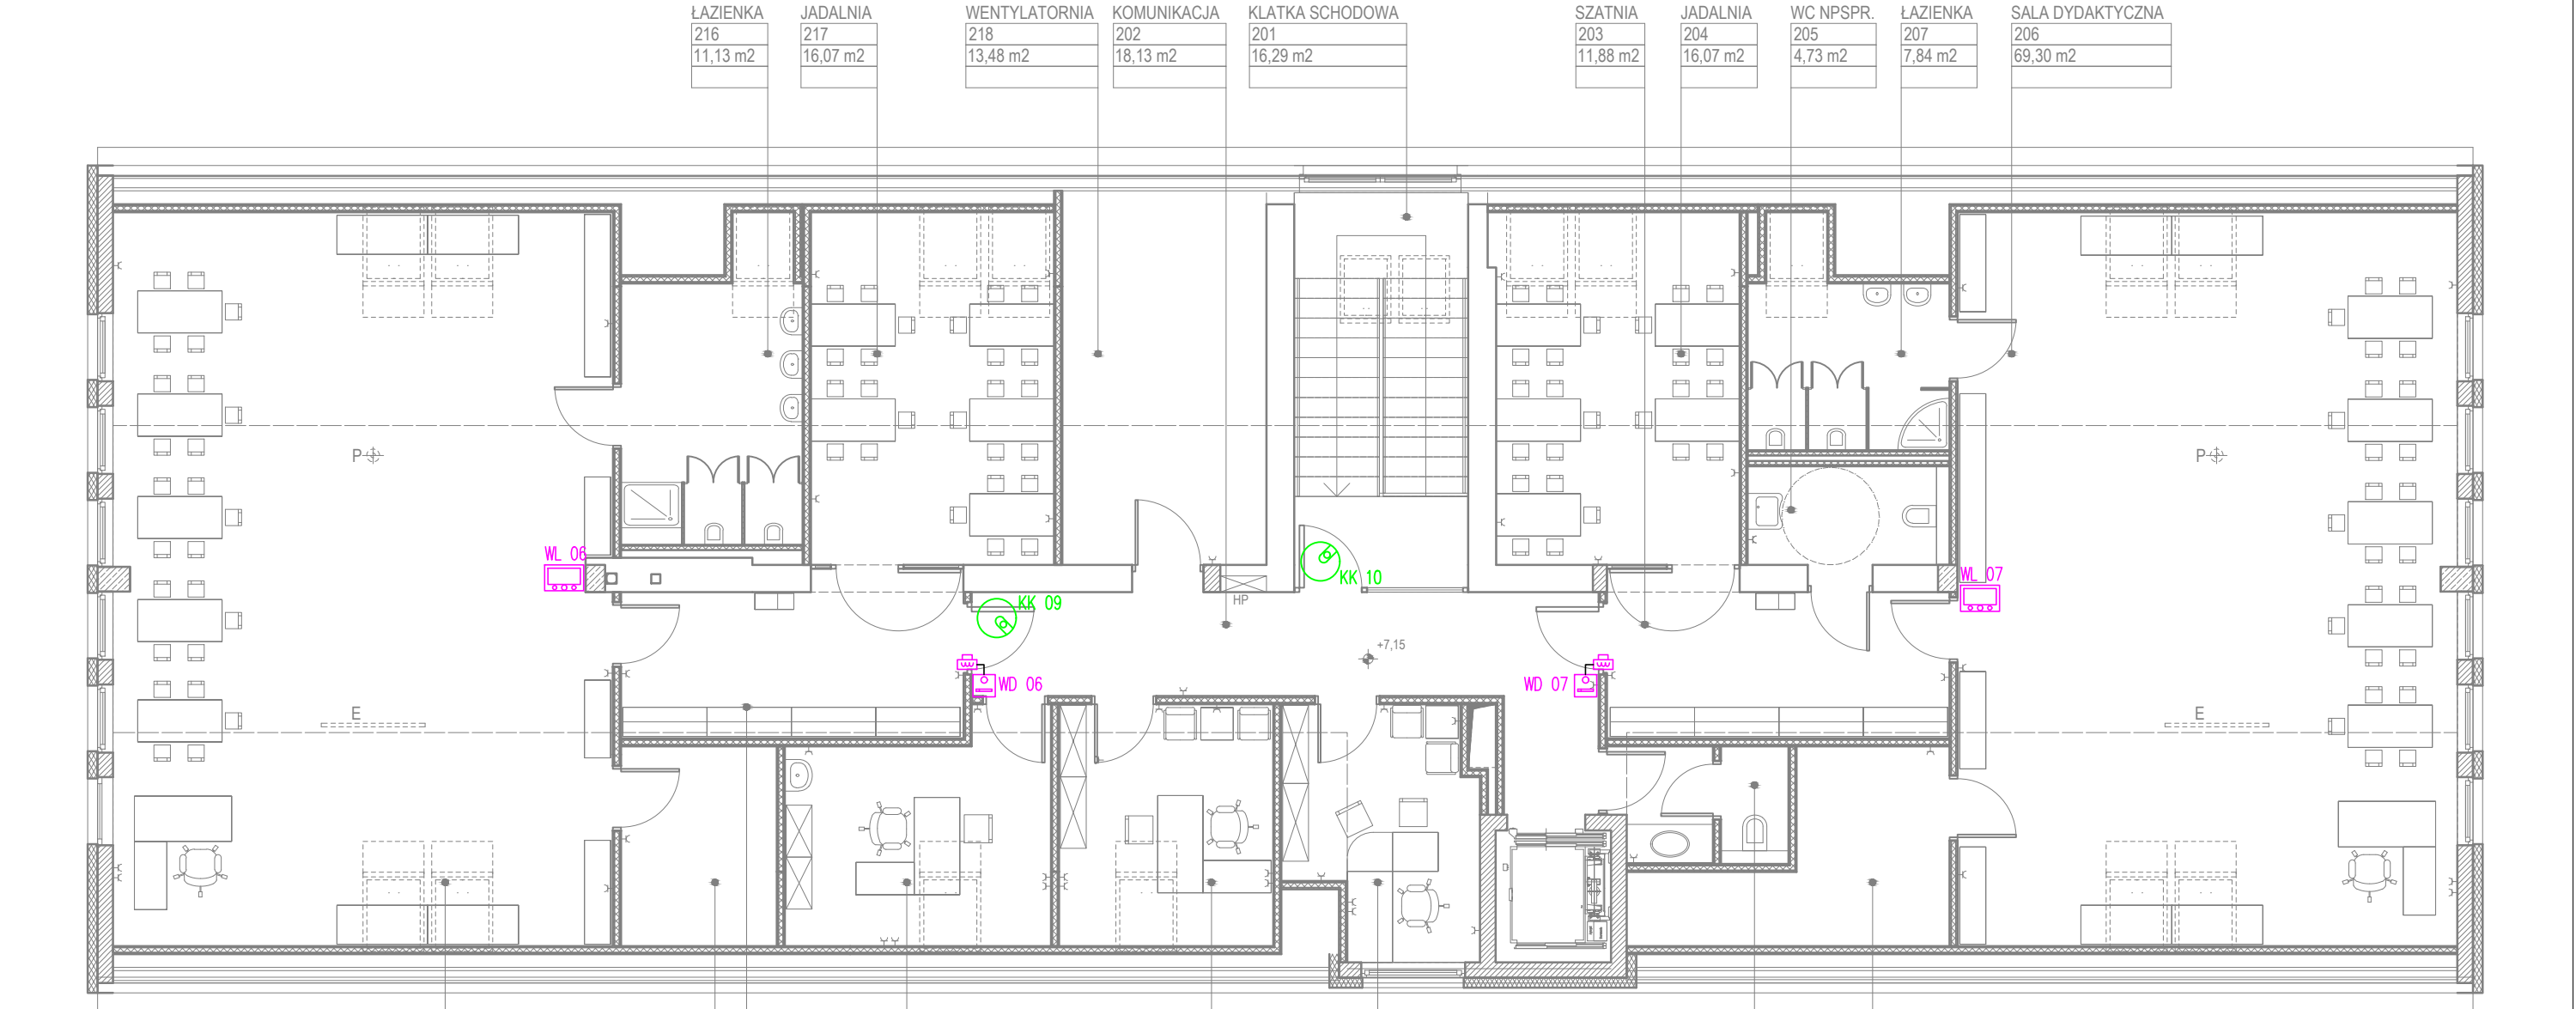 ŁAZIENKA
216
11,13 m2
JADALNIA
217
16,07 m2
WENTYLATORNIA
218
13,48 m2
KOMUNIKACJA
202
18,13 m2
KLATKA SCHODOWA
201
16,29 m2
SZATNIA
203
11,88 m2
JADALNIA
204
16,07 m2
WC NPSPR.
205
4,73 m2
ŁAZIENKA
207
7,84 m2
SALA DYDAKTYCZNA
206
69,30 m2
P
P
WL 06
KK 10
WL 07
KK 09
HP
+7,15
WD 06
WD 07
E
E